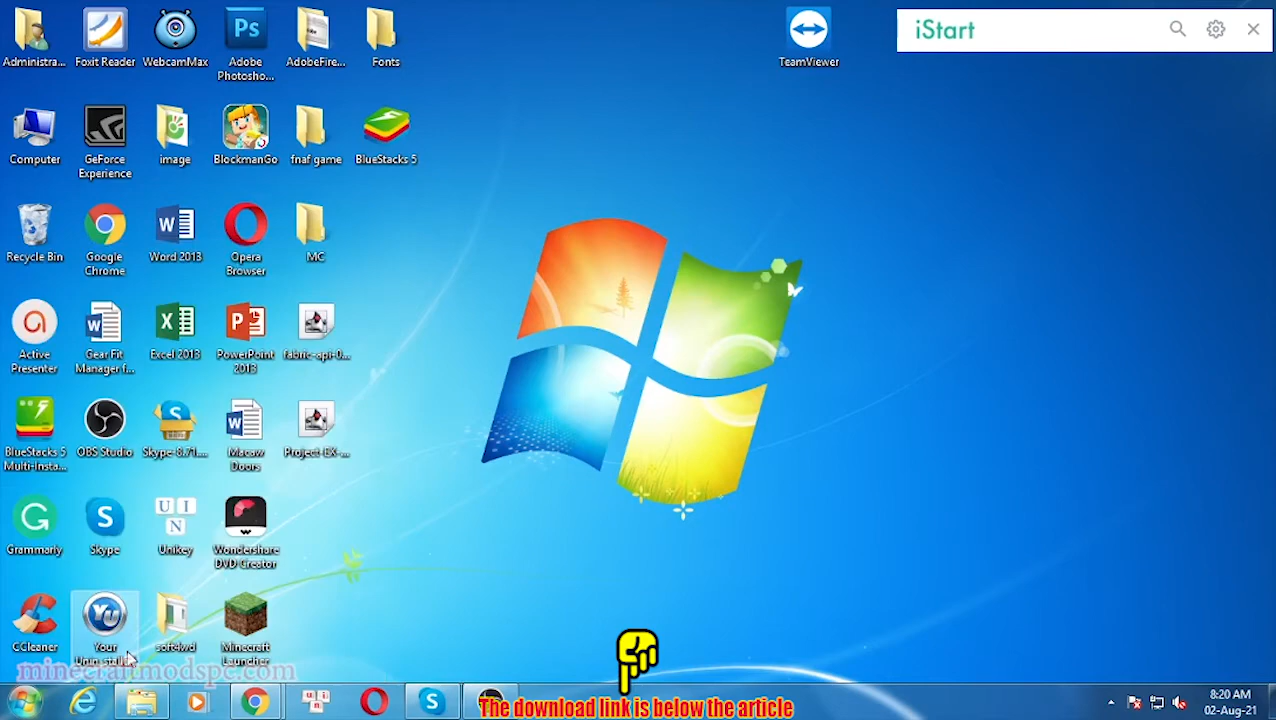 Administra...
Foxit Reader
WebcamMax
Ps
Adobe
Photosho...
AdobeFire...
Fonts
TeamViewer
iStart
Computer
GeForce
Experience
image
BlockmanGo
fnaf game
BlueStacks 5
Recycle Bin
Google
Chrome
Word 2013
Opera
Browser
MC
Active
Presenter
Gear Fit
Manager f...
Excel 2013
PowerPoint
2013
fabric-api-0...
BlueStacks 5
Multi-Insta...
OBS Studio
Skype-8.71....
Macaw
Doors
Project-EX-...
Grammarly
Skype
U I
N
Unikey
Wondershare
DVD Creator
CCleaner
YU
Your
soft4wd
Minecraft
Launcher
minecraftmodspc.com
The download link is below the article
8:20 AM
02-Aug-21